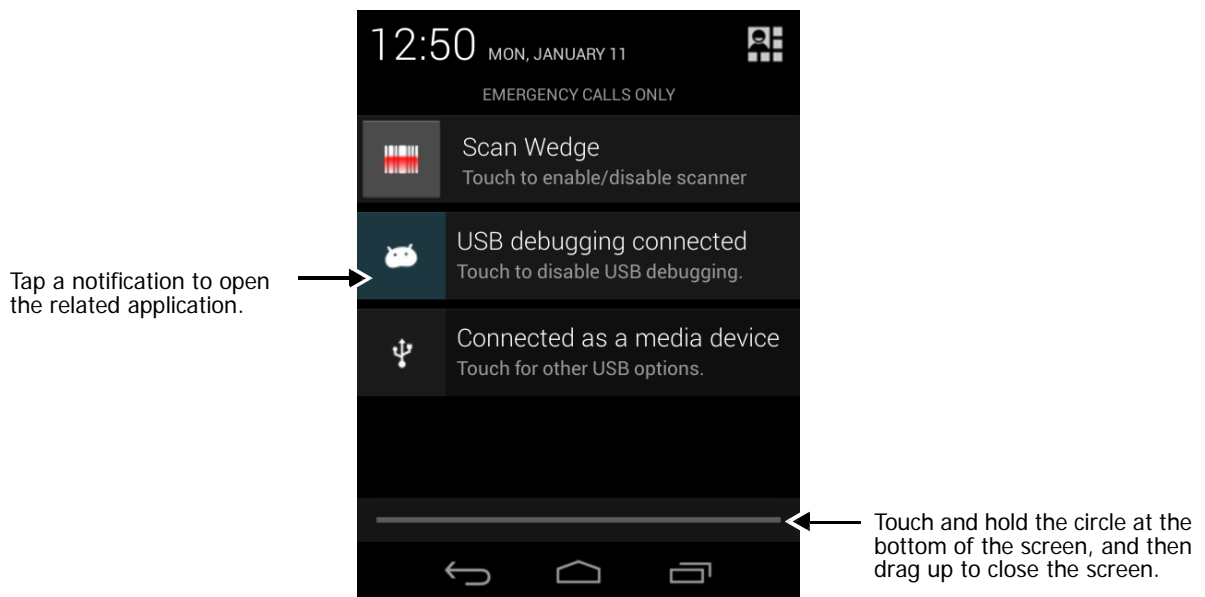 12:50 MON, JANUARY 11
EMERGENCY CALLS ONLY
Scan Wedge
Touch to enable/disable scanner
USB debugging connected
Touch to disable USB debugging.
Tap a notification to open
the related application.
Connected as a media device
Touch for other USB options.
Touch and hold the circle at the
bottom of the screen, and then
drag up to close the screen.